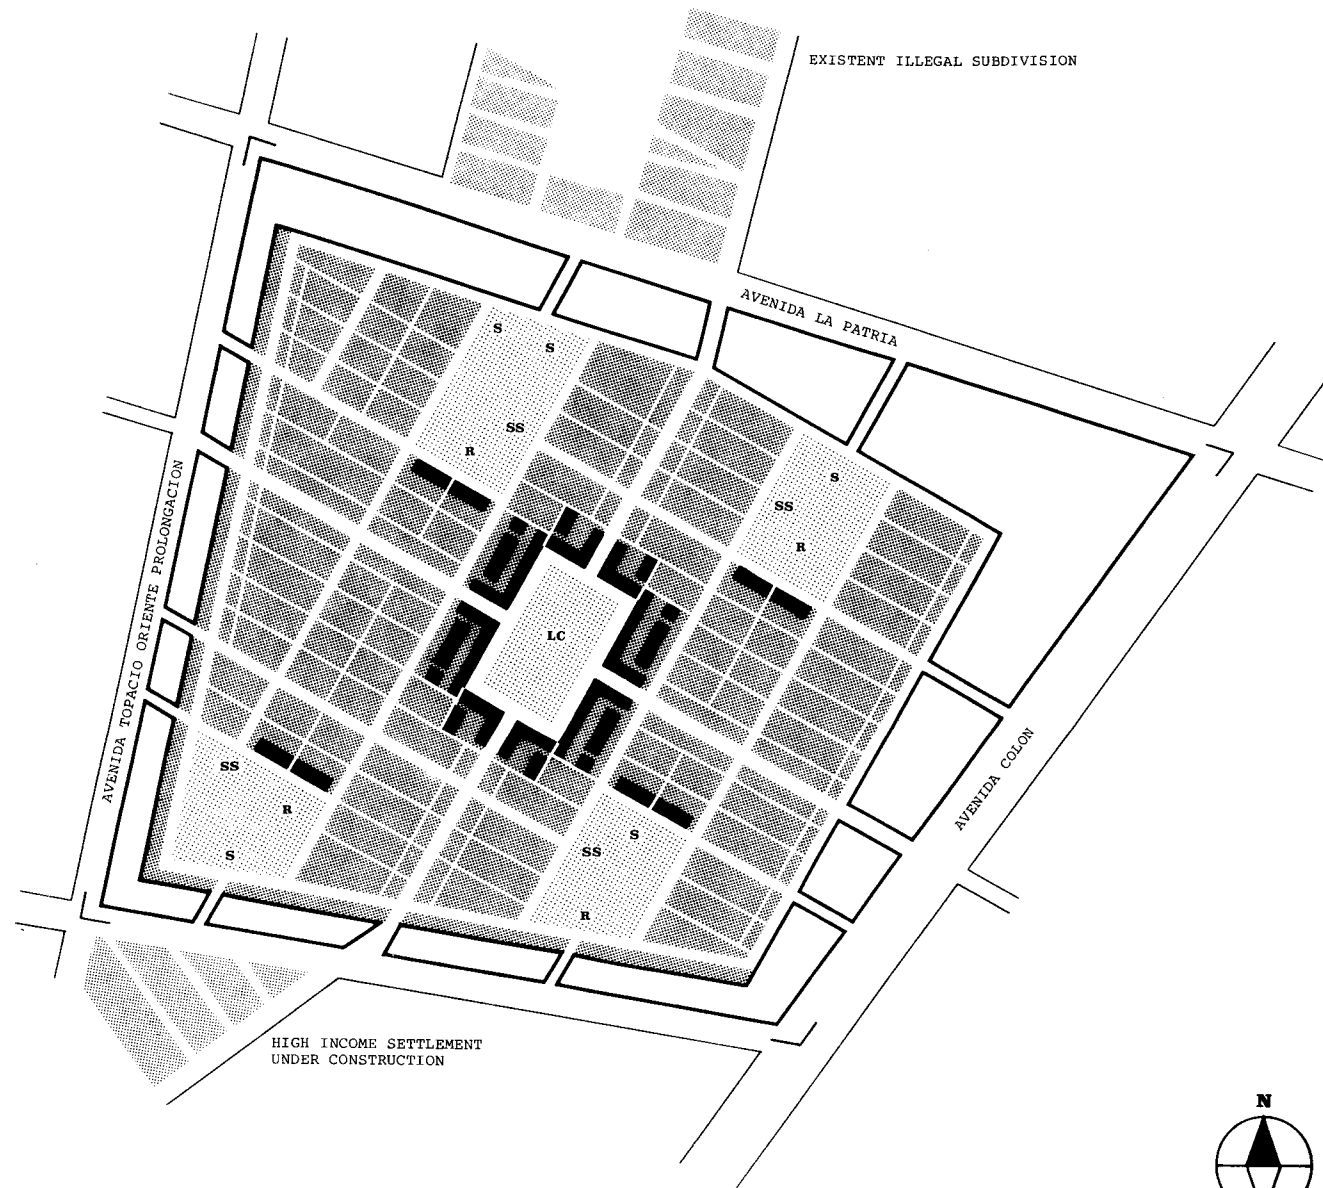 EXISTENT ILLEGAL SUBDIVISION
AVENIDA LA PATRIA
S
S
SS
R
S
SS
R
AVENIDA TOPACIO ORIENTE PROLONGACION
LC
AVENIDA COLON
SS
R
S
S
SS
R
HIGH INCOME SETTLEMENT
UNDER CONSTRUCTION
N